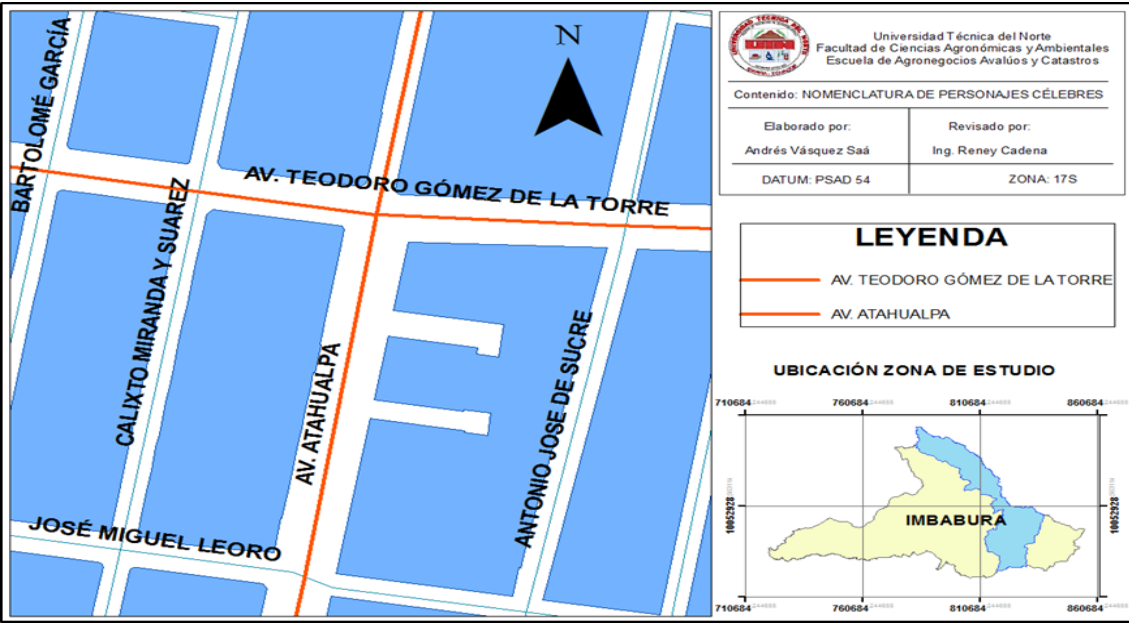 BARTOLOMÉ GARCÍA
CALIXTO MIRANDA Y SUAREZ
AV. TEODORO GÓMEZ DE LA TORRE
AV. ATAHUALPA
ANTONIO JOSE DE SUCRE
JOSÉ MIGUEL LEORO
N
UNIVERSIDAD TECNICA DEL NORTE
Universidad Técnica del Norte
Facultad de Ciencias Agronómicas y Ambientales
Escuela de Agronegocios Avalúos y Catastros
Contenido: NOMENCLATURA DE PERSONAJES CÉLEBRES
Elaborado por:
Andrés Vásquez Saá
Revisado por:
Ing. Reney Cadena
DATUM: PSAD 54
ZONA: 17S
LEYENDA
AV. TEODORO GÓMEZ DE LA TORRE
AV. ATAHUALPA
UBICACIÓN ZONA DE ESTUDIO
710684 760684 810684 860684
10052928 10052928
IMBABURA
710684 760684 810684 860684